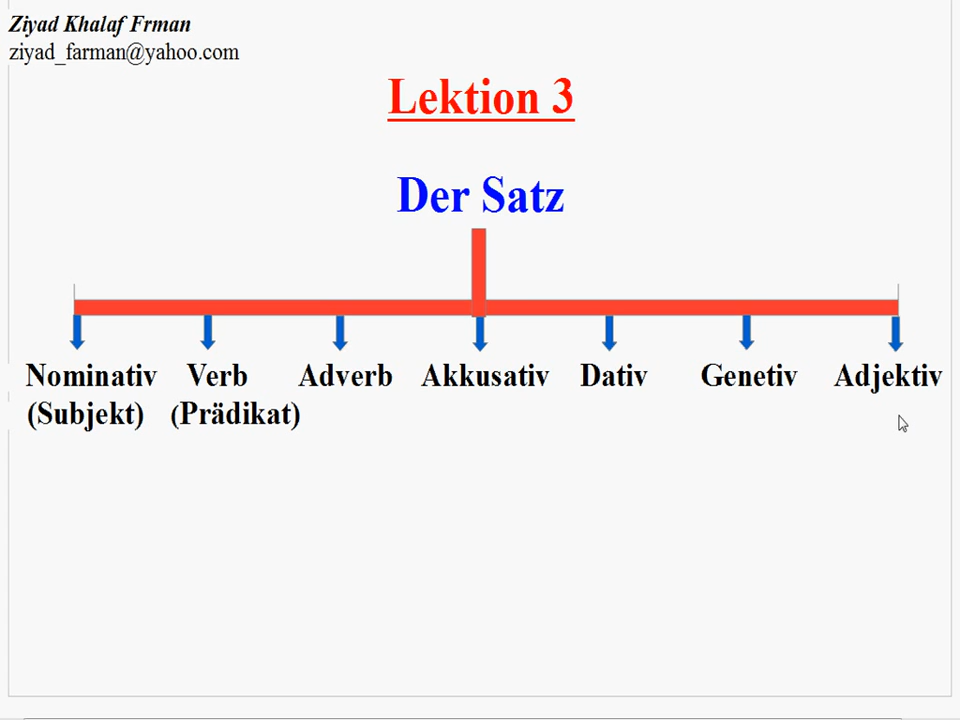 Ziyad Khalaf Frman
ziyad_farman@yahoo.com
Lektion 3
Der Satz
Nominativ Verb Adverb Akkusativ Dativ Genetiv Adjektiv
(Subjekt) (Prädikat)